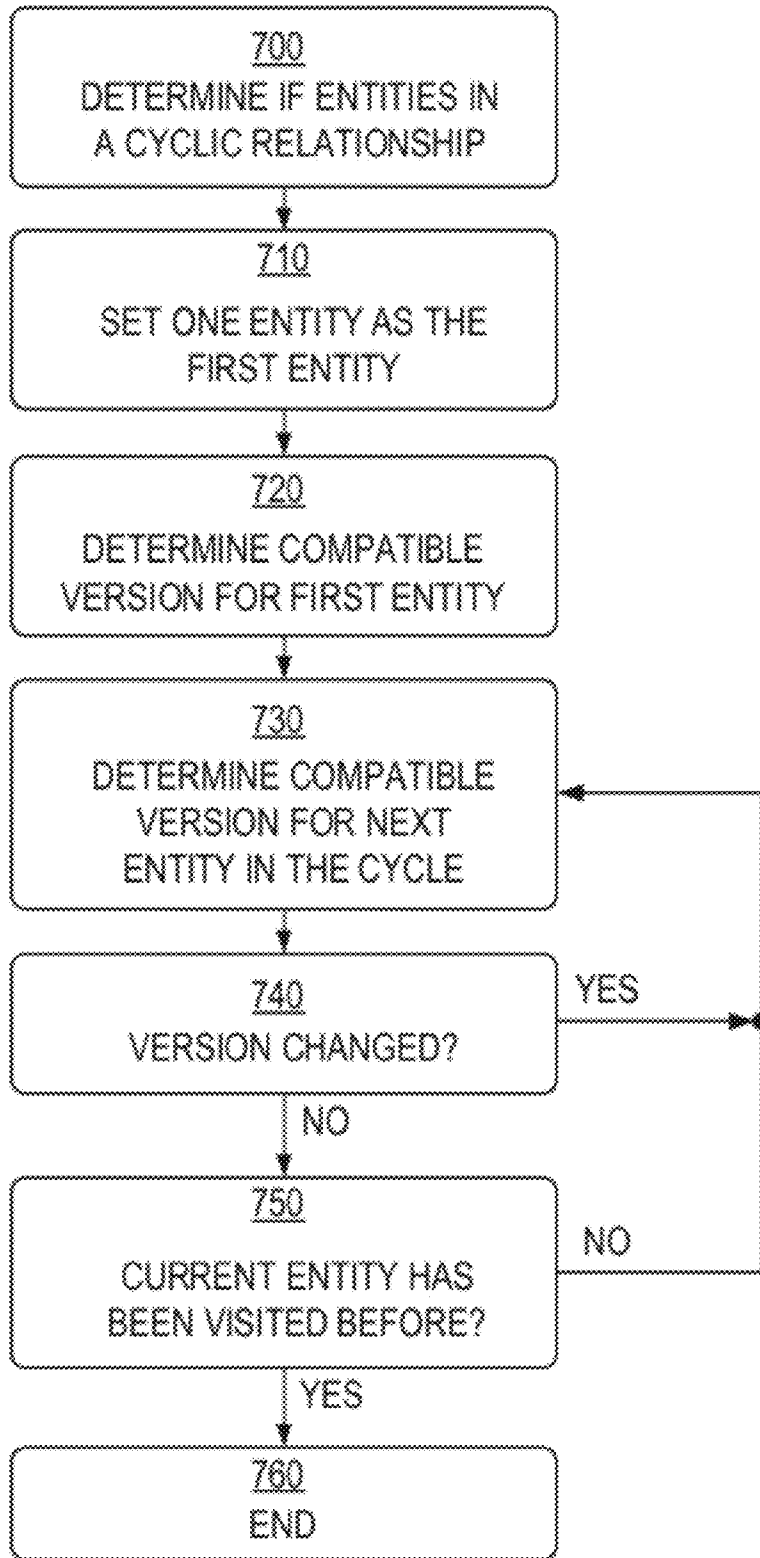 700
DETERMINE IF ENTITIES IN
A CYCLIC RELATIONSHIP
710
SET ONE ENTITY AS THE
FIRST ENTITY
720
DETERMINE COMPATIBLE
VERSION FOR FIRST ENTITY
730
DETERMINE COMPATIBLE
VERSION FOR NEXT
ENTITY IN THE CYCLE
740
VERSION CHANGED?
YES
NO
750
CURRENT ENTITY HAS
BEEN VISITED BEFORE?
NO
YES
760
END